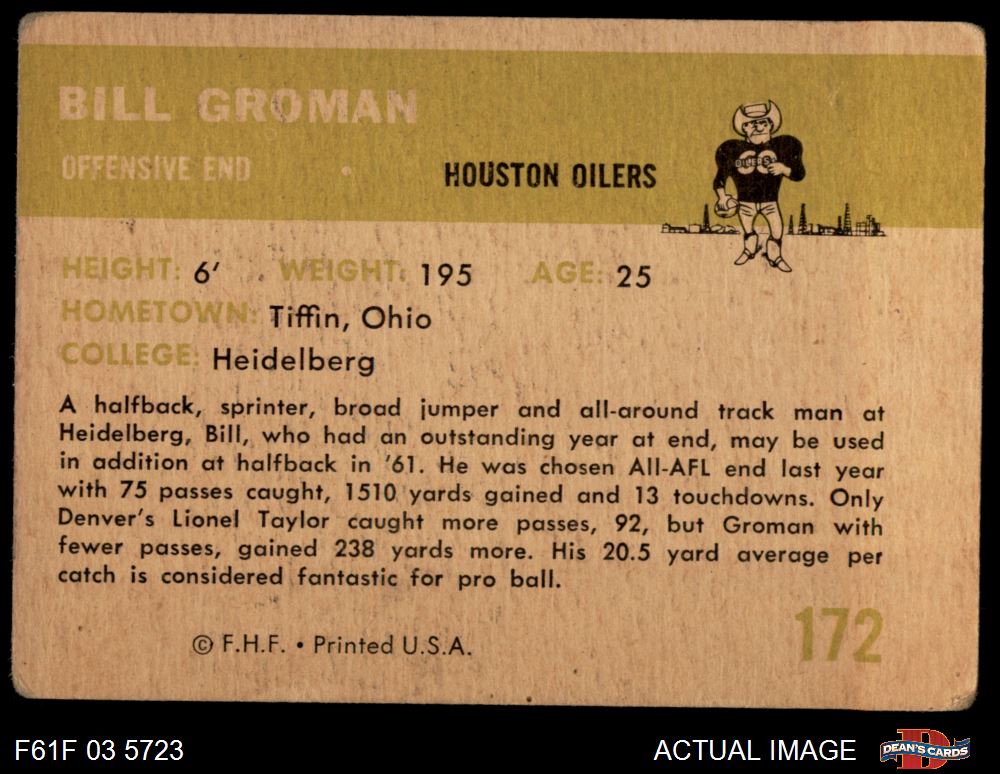 BILL GROMAN
OFFENSIVE END
HOUSTON OILERS
OILERS
HEIGHT: 6′ WEIGHT: 195 AGE: 25
HOMETOWN: Tiffin, Ohio
COLLEGE: Heidelberg
A halfback, sprinter, broad jumper and all-around track man at
Heidelberg, Bill, who had an outstanding year at end, may be used
in addition at halfback in '61. He was chosen All-AFL end last year
with 75 passes caught, 1510 yards gained and 13 touchdowns. Only
Denver's Lionel Taylor caught more passes, 92, but Groman with
fewer passes, gained 238 yards more. His 20.5 yard average per
catch is considered fantastic for pro ball.
172
© F.H.F. • Printed U.S.A.
F61F 03 5723
ACTUAL IMAGE
DEAN'S CARDS